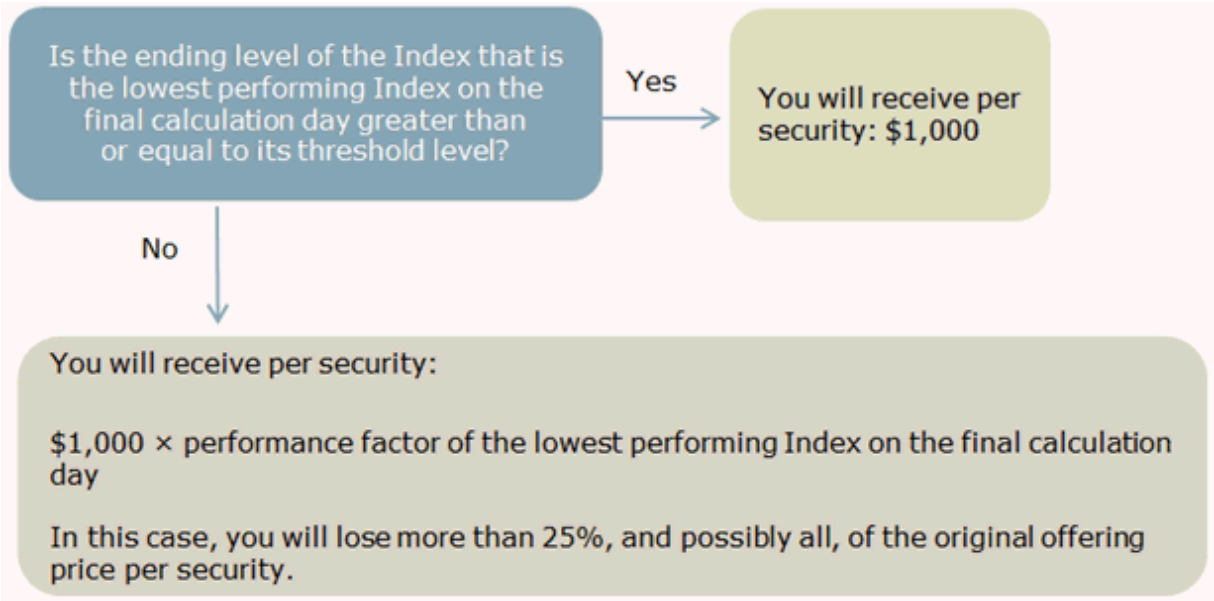 Is the ending level of the Index that is
the lowest performing Index on the
final calculation day greater than
or equal to its threshold level?
Yes
You will receive per
security: $1,000
No
You will receive per security:
$1,000 × performance factor of the lowest performing Index on the final calculation
day
In this case, you will lose more than 25%, and possibly all, of the original offering
price per security.